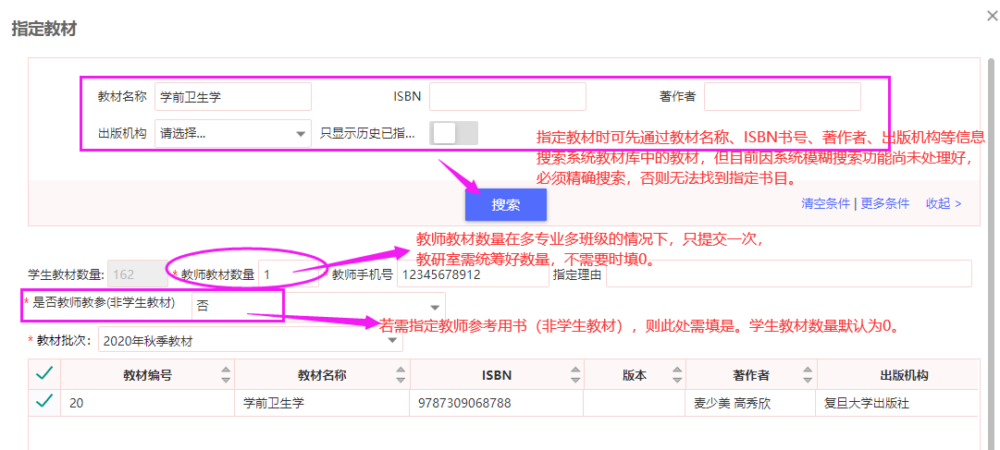 指定教材
教材名称 学前卫生学 ISBN 著作者
出版机构 请选择... 只显示历史已指...
指定教材时可先通过教材名称、ISBN书号、著作者、出版机构等信息
搜索系统教材库中的教材，但目前因系统模糊搜索功能尚未处理好，
必须精确搜索，否则无法找到指定书目。
搜索 清空条件 | 更多条件 收起 >
教师教材数量在多专业多班级的情况下，只提交一次，
教研室需统筹好数量，不需要时填0。
学生教材数量: 162 * 教师教材数量 1 * 教师手机号 12345678912 指定理由
* 是否教师教参(非学生教材) 否
若需指定教师参考用书（非学生教材），则此处需填是。学生教材数量默认为0。
* 教材批次: 2020年秋季教材
教材编号 教材名称 ISBN 版本 著作者 出版机构
20 学前卫生学 9787309068788 麦少美 高秀欣 复旦大学出版社